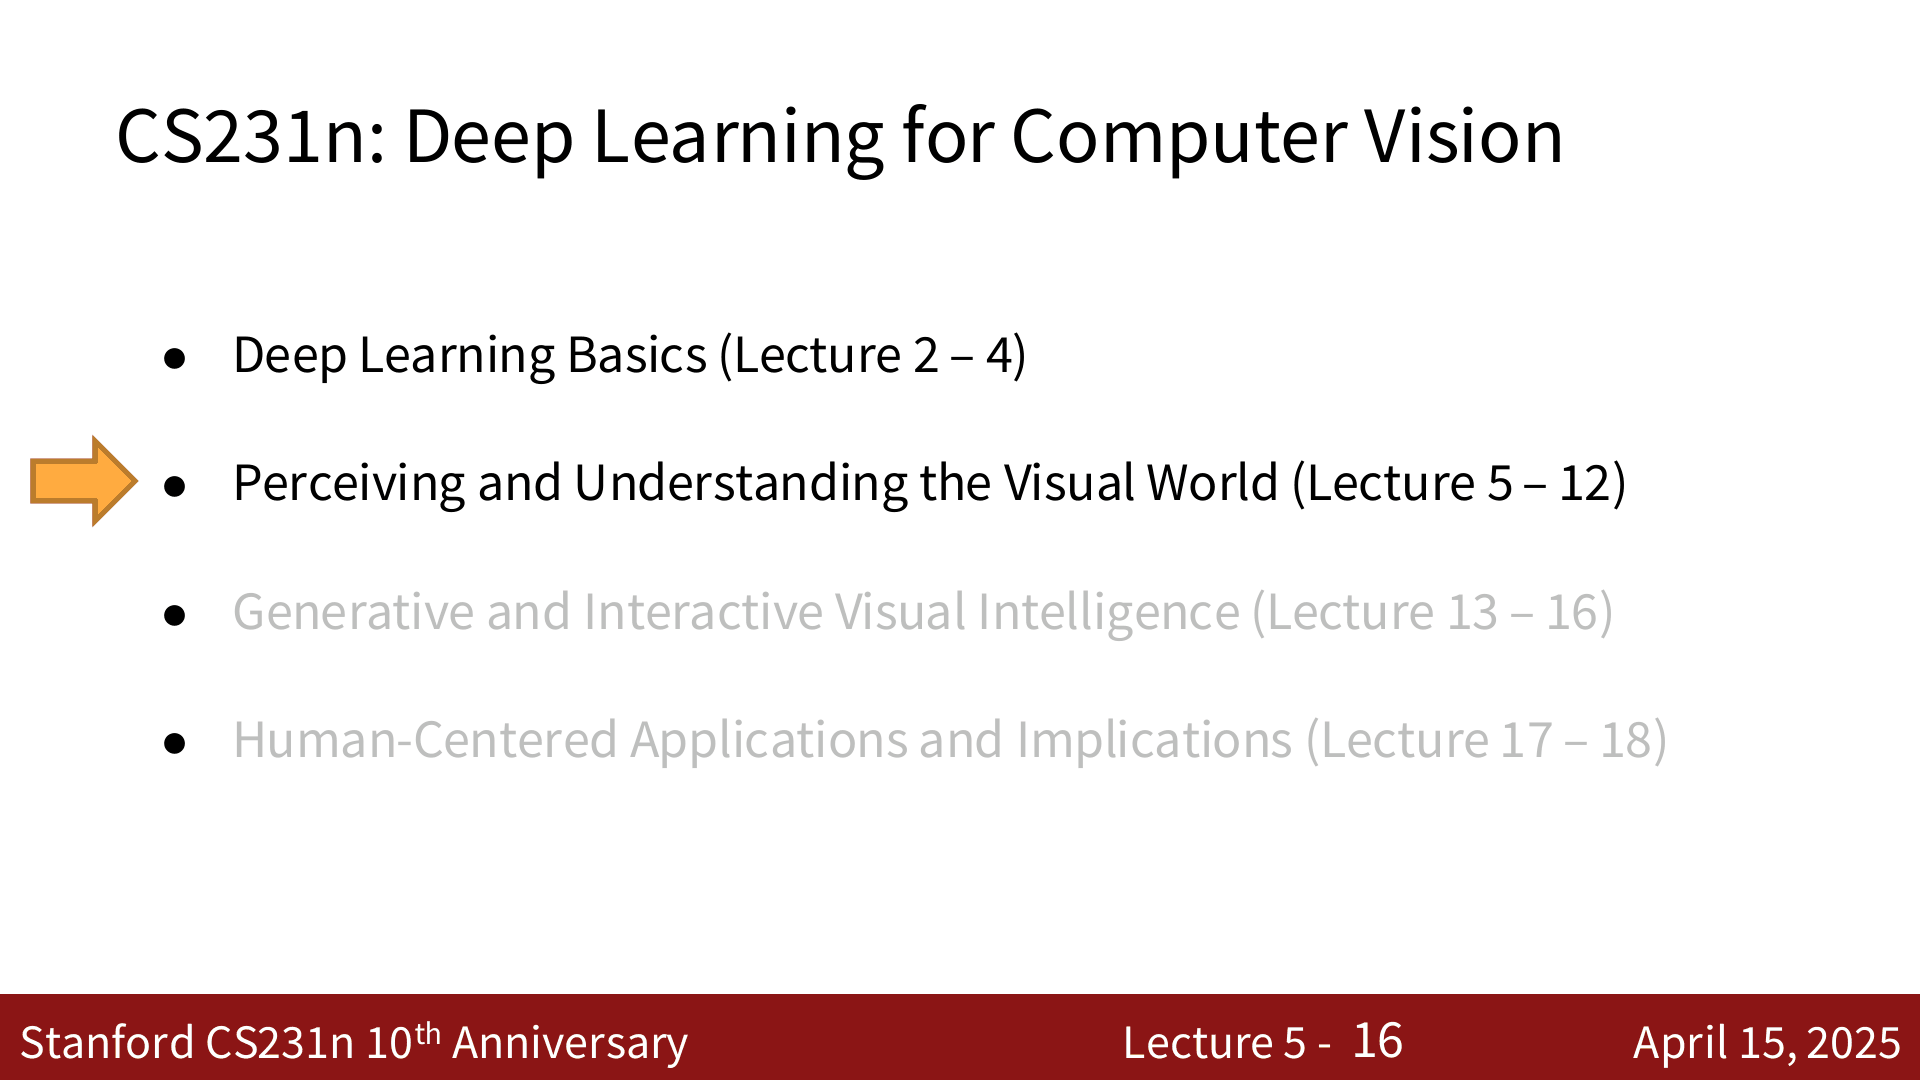 CS231n: Deep Learning for Computer Vision
● Deep Learning Basics (Lecture 2 – 4)
● Perceiving and Understanding the Visual World (Lecture 5 – 12)
● Generative and Interactive Visual Intelligence (Lecture 13 – 16)
● Human-Centered Applications and Implications (Lecture 17 – 18)
Stanford CS231n 10th Anniversary Lecture 5 - 16 April 15, 2025